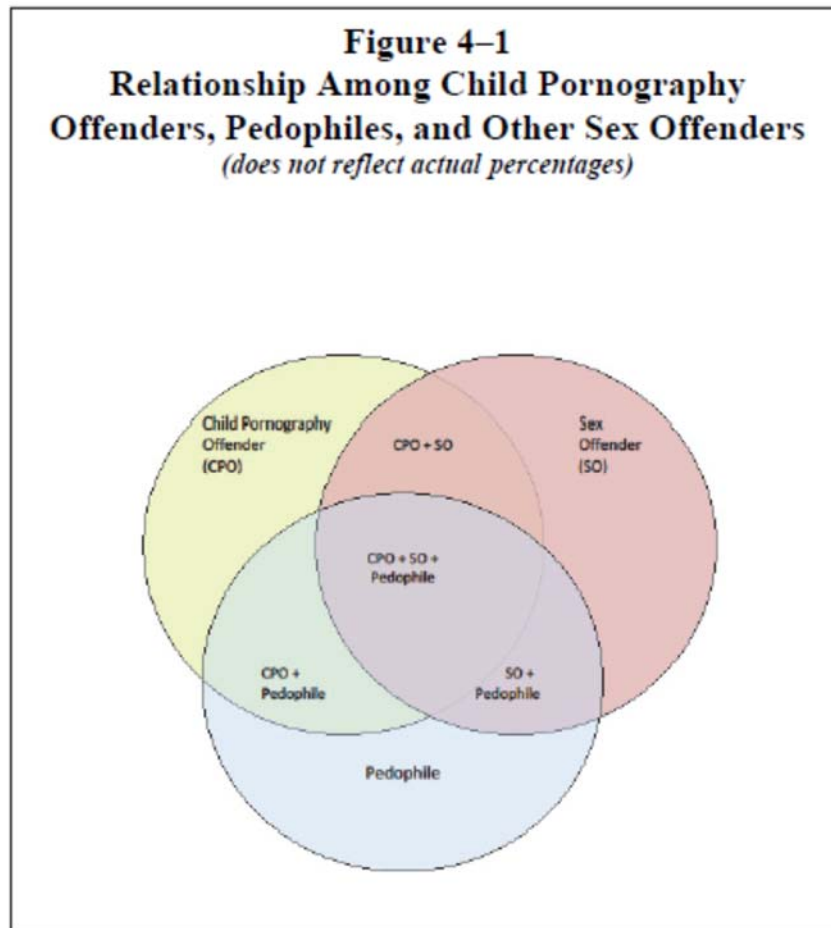 Figure 4–1
Relationship Among Child Pornography
Offenders, Pedophiles, and Other Sex Offenders
(does not reflect actual percentages)
Child Pornography
Offender
(CPO)
CPO + SO
Sex
Offender
(SO)
CPO + SO +
Pedophile
CPO +
Pedophile
SO +
Pedophile
Pedophile